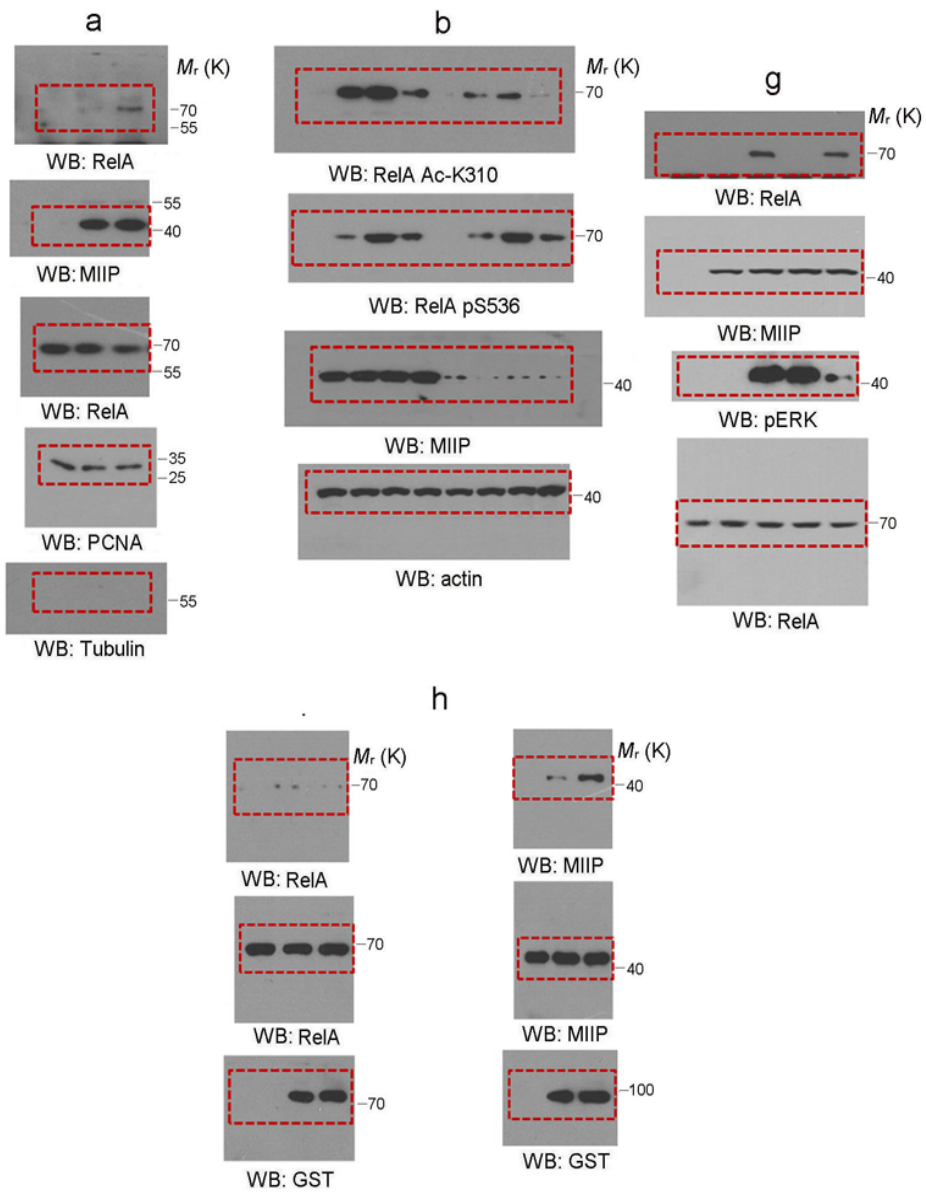 a
Mr (K)
–70
–55
WB: RelA
–55
–40
WB: MIIP
–70
–55
WB: RelA
–35
–25
WB: PCNA
–55
WB: Tubulin
b
Mr (K)
–70
WB: RelA Ac-K310
–70
WB: RelA pS536
–40
WB: MIIP
–40
WB: actin
g
Mr (K)
–70
WB: RelA
–40
WB: MIIP
–40
WB: pERK
–70
WB: RelA
h
Mr (K)
–70
WB: RelA
–70
WB: RelA
–70
WB: GST
Mr (K)
–40
WB: MIIP
–40
WB: MIIP
–100
WB: GST